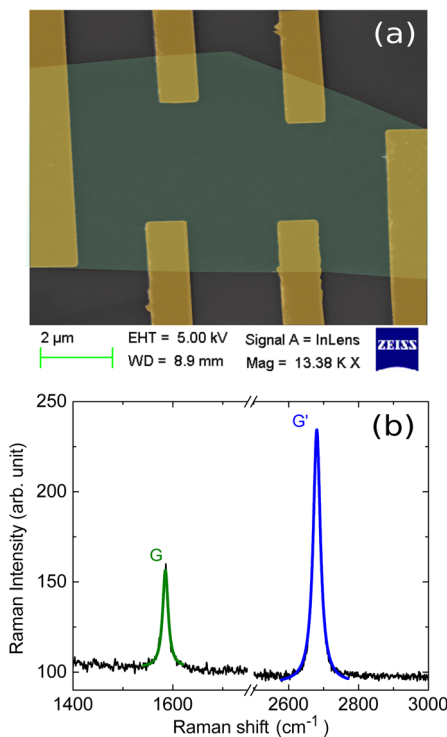 (a)
2 µm
EHT = 5.00 kV
Signal A = InLens
WD = 8.9 mm
Mag = 13.38 K X
ZEISS
(b)
G'
G
250
200
150
100
Raman Intensity (arb. unit)
1400
1600
2600
2800
3000
Raman shift (cm⁻¹)